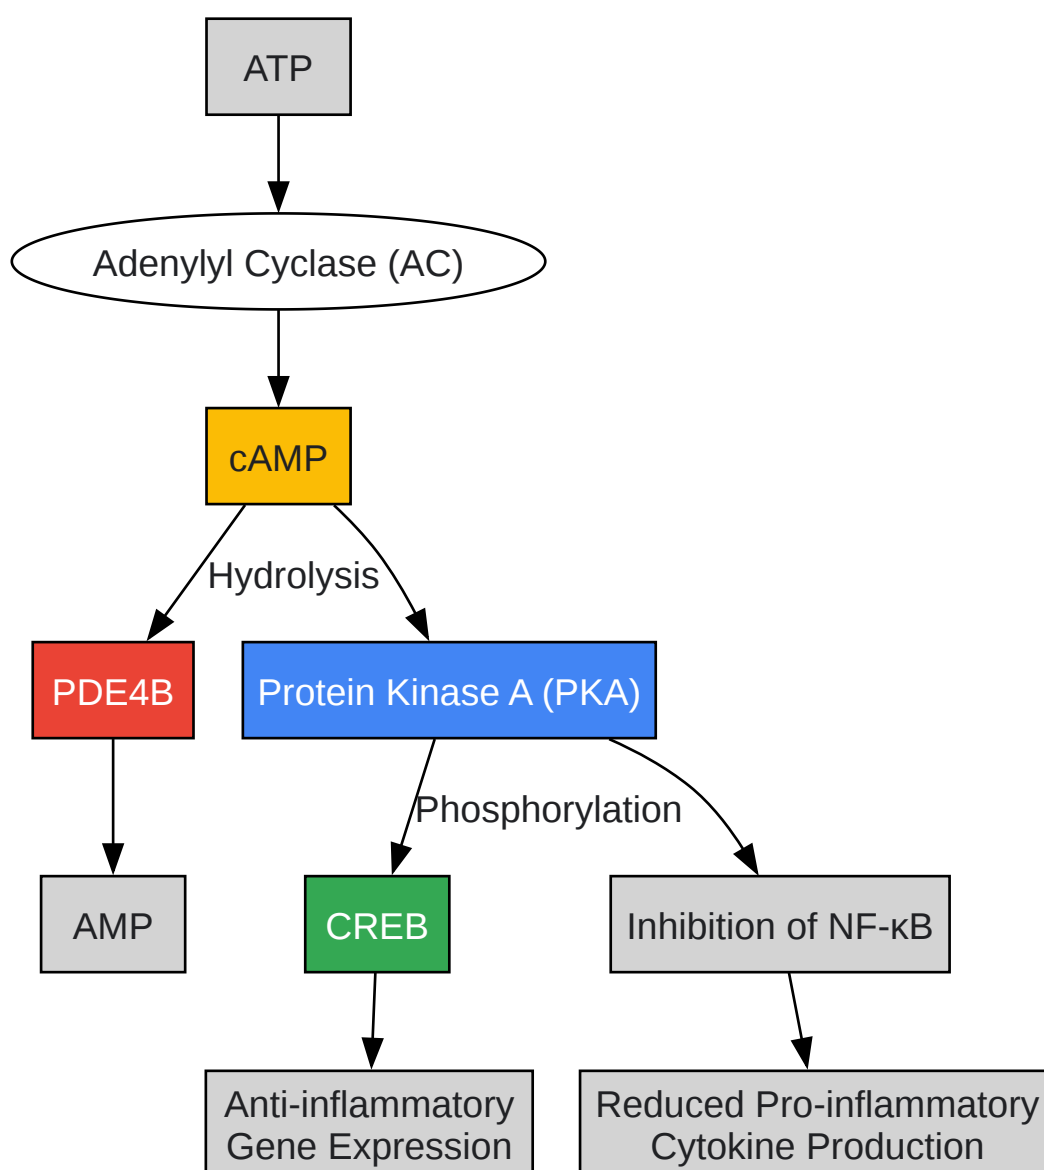 ATP
Adenylyl Cyclase (AC)
cAMP
Hydrolysis
PDE4B
Protein Kinase A (PKA)
Phosphorylation
AMP
CREB
Inhibition of NF-κB
Anti-inflammatory
Gene Expression
Reduced Pro-inflammatory
Cytokine Production